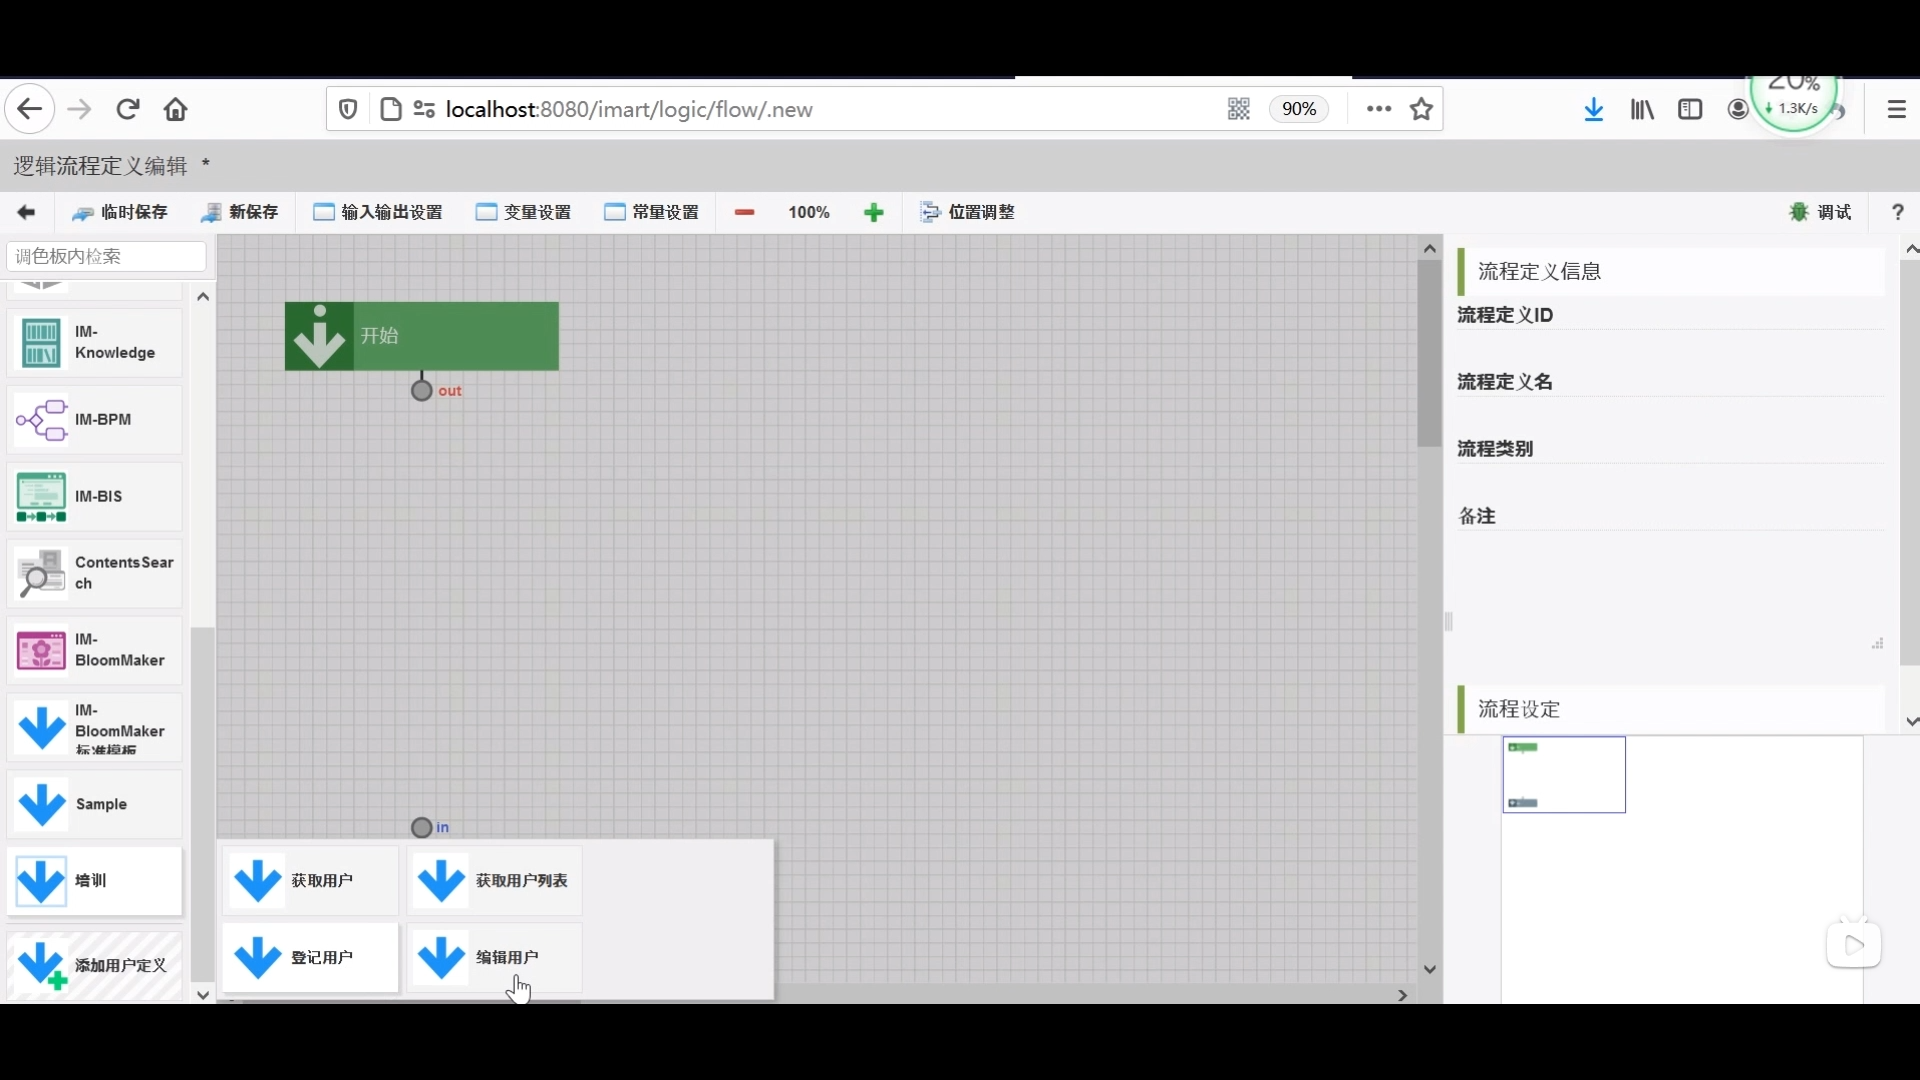 20%
1.3K/s
localhost:8080/imart/logic/flow/.new
90%
逻辑流程定义编辑 *
临时保存
新保存
输入输出设置
变量设置
常量设置
100%
位置调整
调试
?
调色板内检索
IM-
Knowledge
IM-BPM
IM-BIS
ContentsSear
ch
IM-
BloomMaker
IM-
BloomMaker
标准模板
Sample
培训
添加用户定义
开始
out
in
获取用户
获取用户列表
登记用户
编辑用户
流程定义信息
流程定义ID
流程定义名
流程类别
备注
流程设定